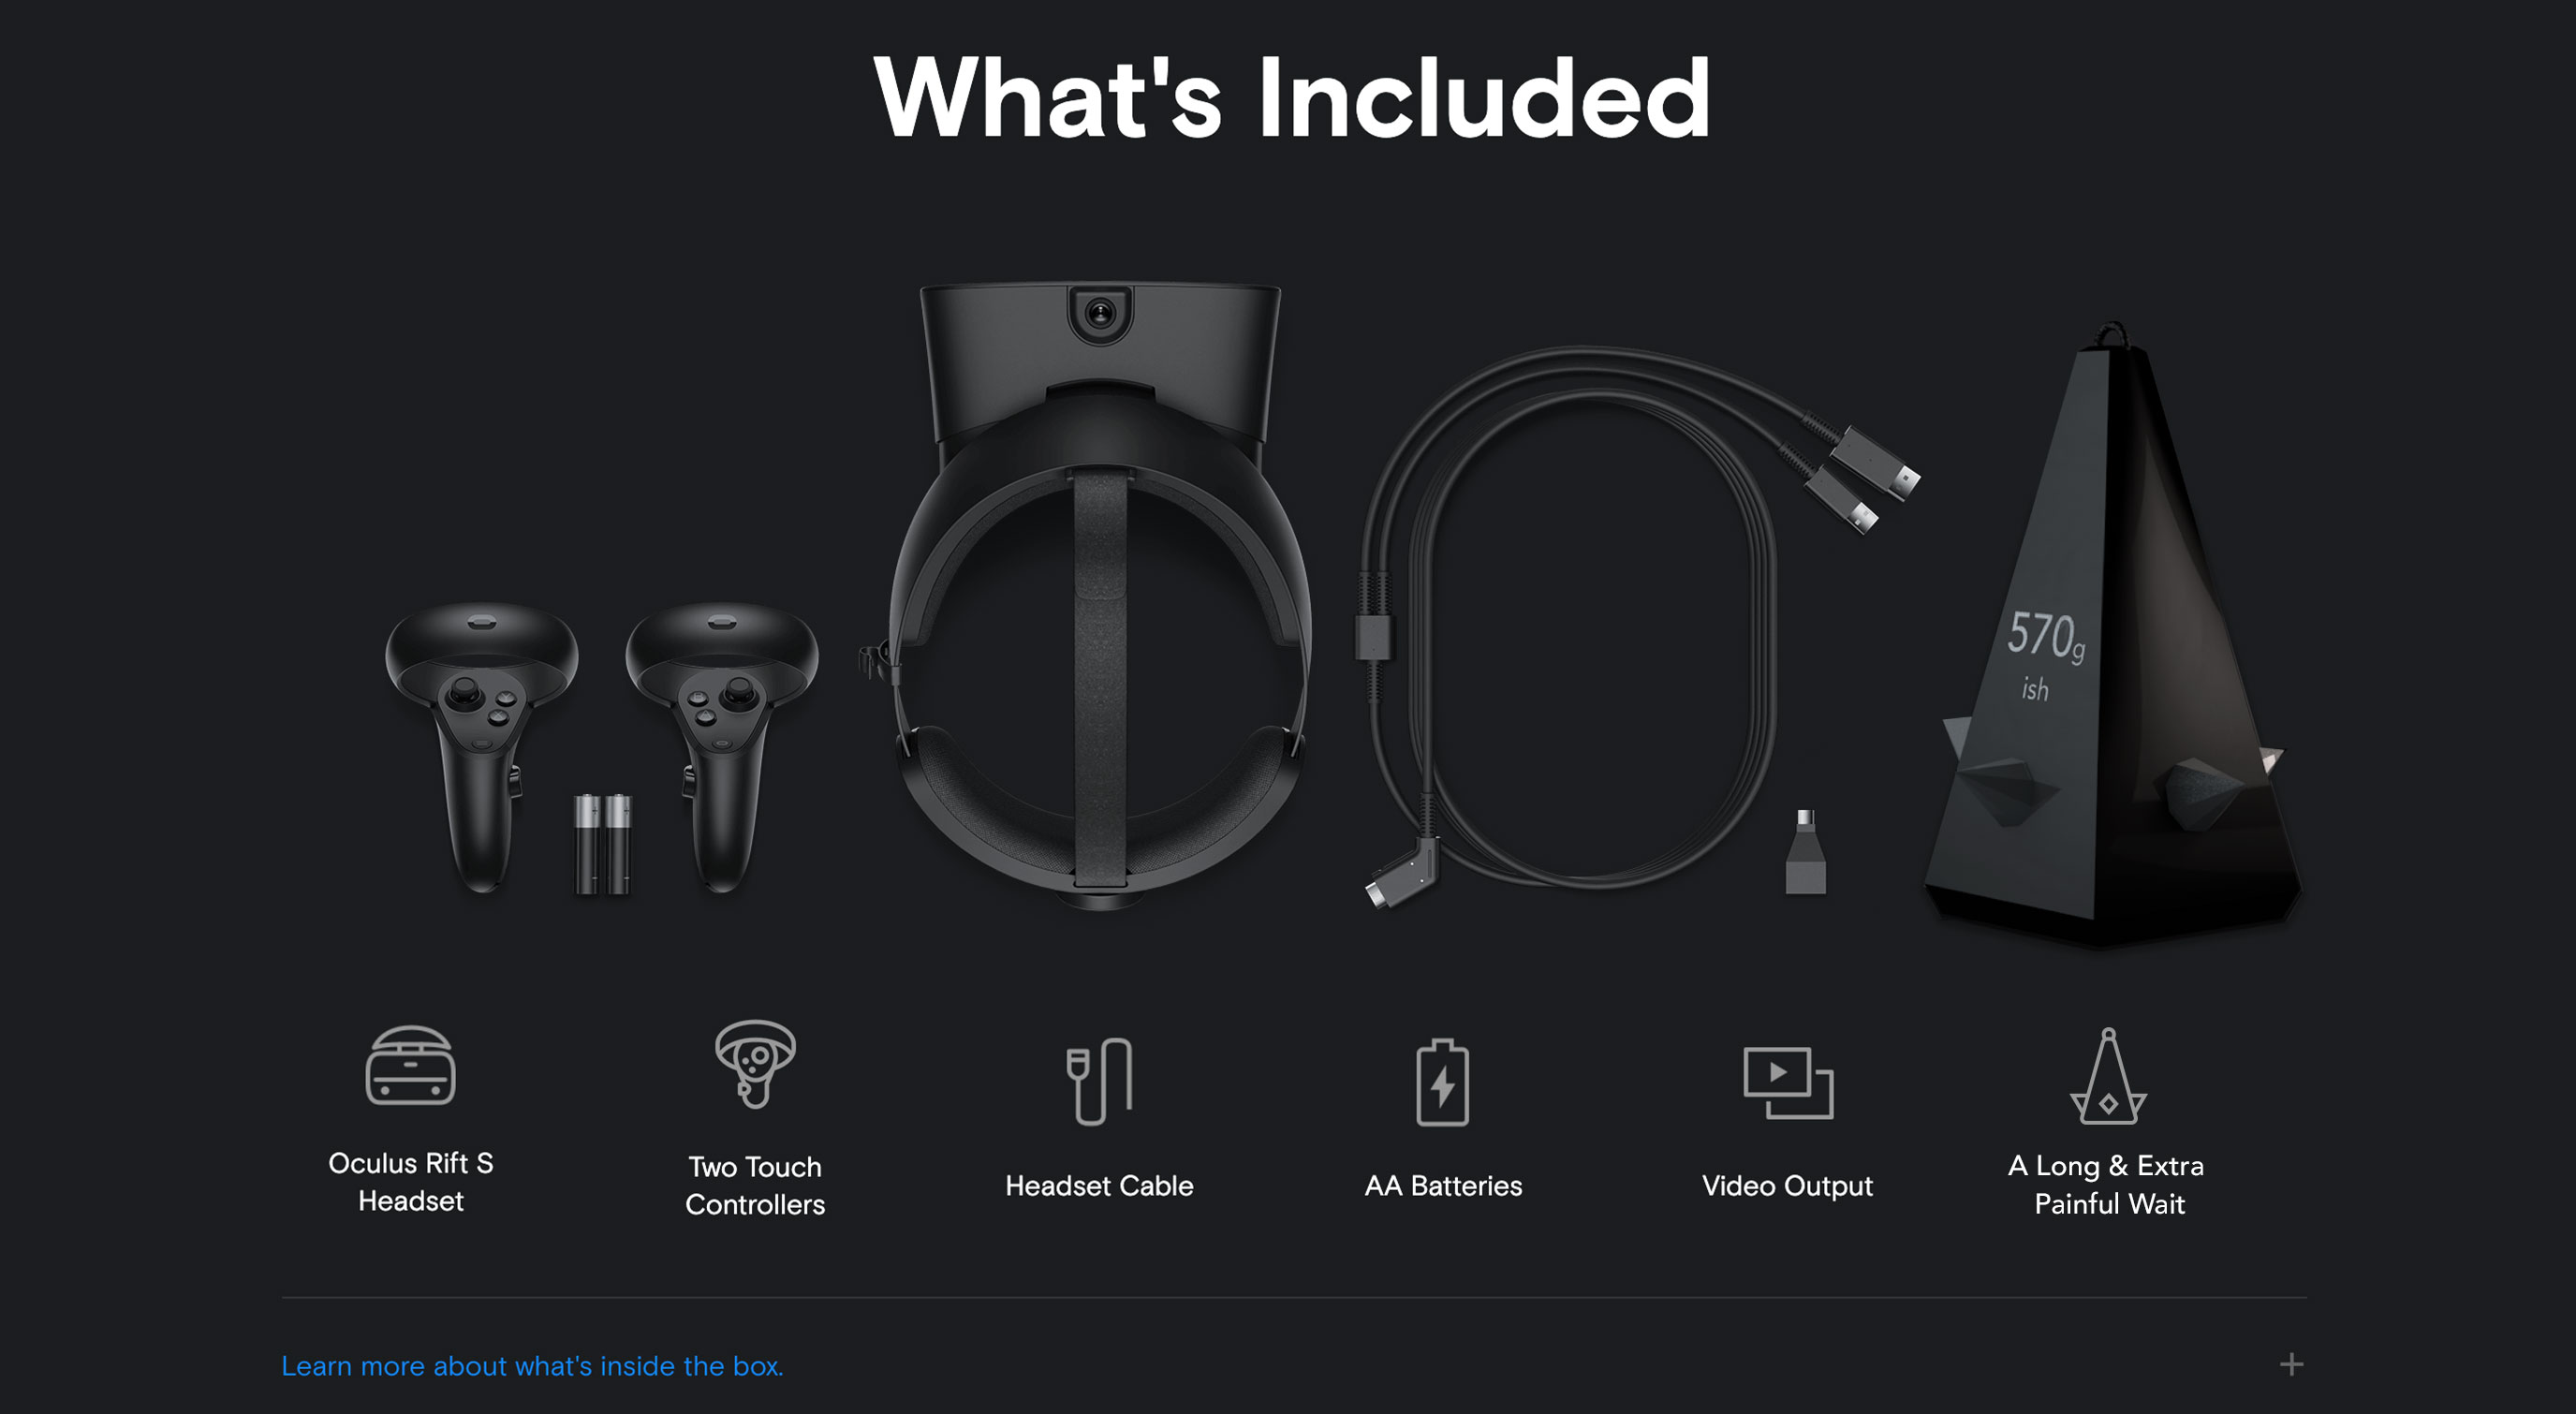 What's Included
570g
ish
Oculus Rift S
Headset
Two Touch
Controllers
Headset Cable
AA Batteries
Video Output
A Long & Extra
Painful Wait
Learn more about what's inside the box.
+